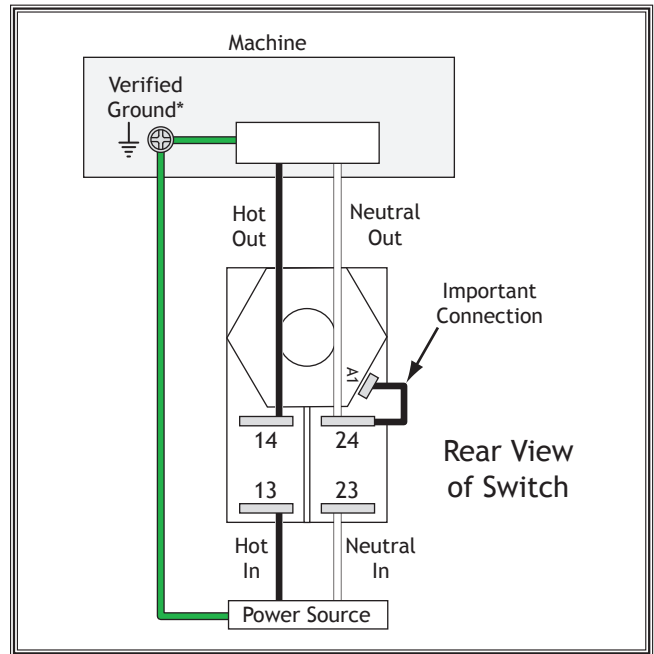 Machine
Verified
Ground*
Hot
Out
Neutral
Out
Important
Connection
A1
14
24
Rear View
of Switch
13
23
Hot
In
Neutral
In
Power Source